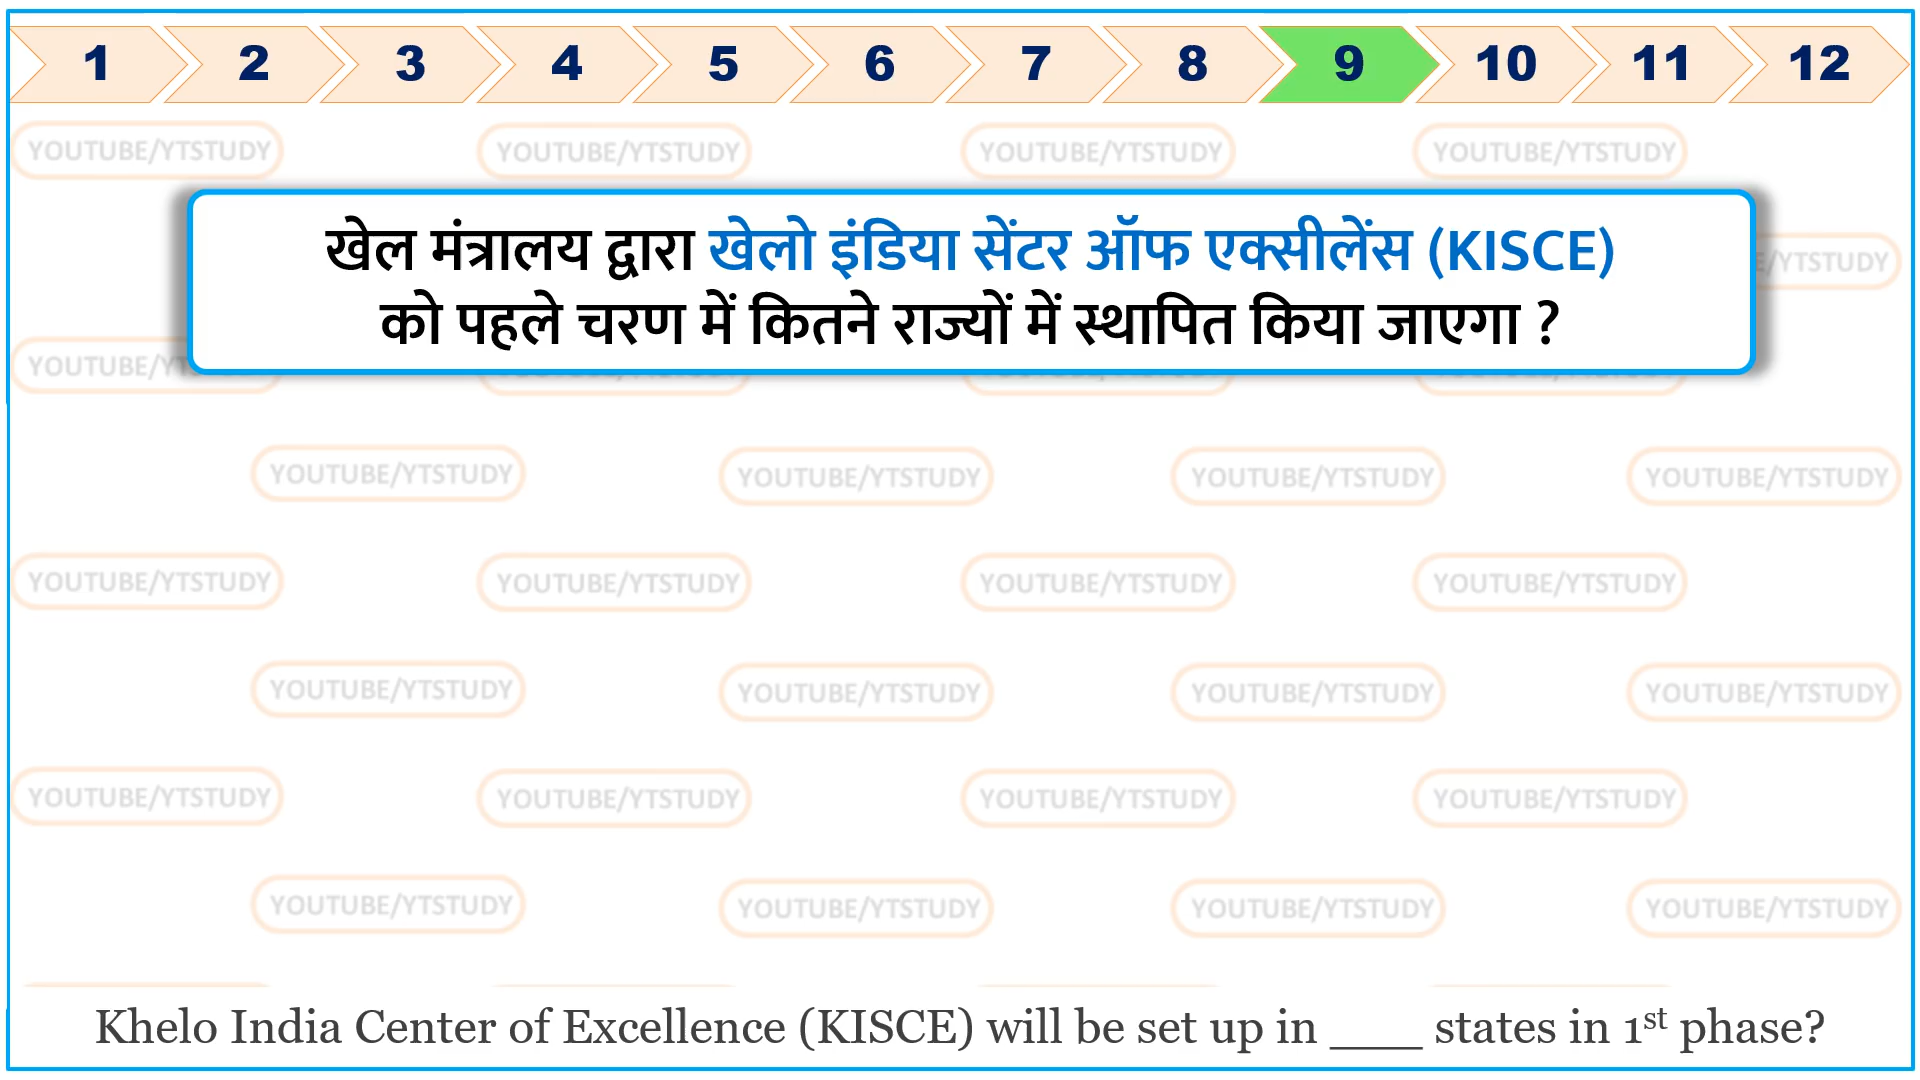 1 2 3 4 5 6 7 8 9 10 11 12
YOUTUBE/YTSTUDY YOUTUBE/YTSTUDY YOUTUBE/YTSTUDY YOUTUBE/YTSTUDY
खेल मंत्रालय द्वारा खेलो इंडिया सेंटर ऑफ एक्सीलेंस (KISCE)
E/YTSTUDY
को पहले चरण में कितने राज्यों में स्थापित किया जाएगा ?
YOUTUBE/YT
YOUTUBE/YTSTUDY YOUTUBE/YTSTUDY YOUTUBE/YTSTUDY YOUTUBE/YTSTUDY
YOUTUBE/YTSTUDY YOUTUBE/YTSTUDY YOUTUBE/YTSTUDY YOUTUBE/YTSTUDY
YOUTUBE/YTSTUDY YOUTUBE/YTSTUDY YOUTUBE/YTSTUDY YOUTUBE/YTSTUDY
YOUTUBE/YTSTUDY YOUTUBE/YTSTUDY YOUTUBE/YTSTUDY YOUTUBE/YTSTUDY
YOUTUBE/YTSTUDY YOUTUBE/YTSTUDY YOUTUBE/YTSTUDY YOUTUBE/YTSTUDY
Khelo India Center of Excellence (KISCE) will be set up in ____ states in 1st phase?